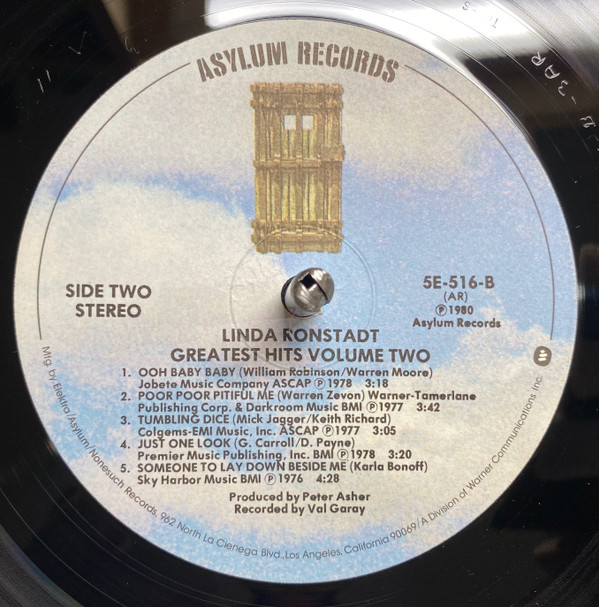 ASYLUM RECORDS
SIDE TWO
STEREO
5E-516-B
(AR)
Ⓟ1980
Asylum Records
LINDA RONSTADT
GREATEST HITS VOLUME TWO
1. OOH BABY BABY (William Robinson/Warren Moore)
Jobete Music Company ASCAP Ⓟ1978 3:18
2. POOR POOR PITIFUL ME (Warren Zevon) Warner-Tamerlane
Publishing Corp. & Darkroom Music BMI Ⓟ1977 3:42
3. TUMBLING DICE (Mick Jagger/Keith Richard)
Colgems-EMI Music, Inc. ASCAP Ⓟ1977 3:05
4. JUST ONE LOOK (G. Carroll/D. Payne)
Premier Music Publishing, Inc. BMI Ⓟ1978 3:20
5. SOMEONE TO LAY DOWN BESIDE ME (Karla Bonoff)
Sky Harbor Music BMI Ⓟ1976 4:28
Produced by Peter Asher
Recorded by Val Garay
Mfg. by Elektra/Asylum/Nonesuch Records, 962 North La Cienega Blvd., Los Angeles, California 90069/A Division of Warner Communications Inc.